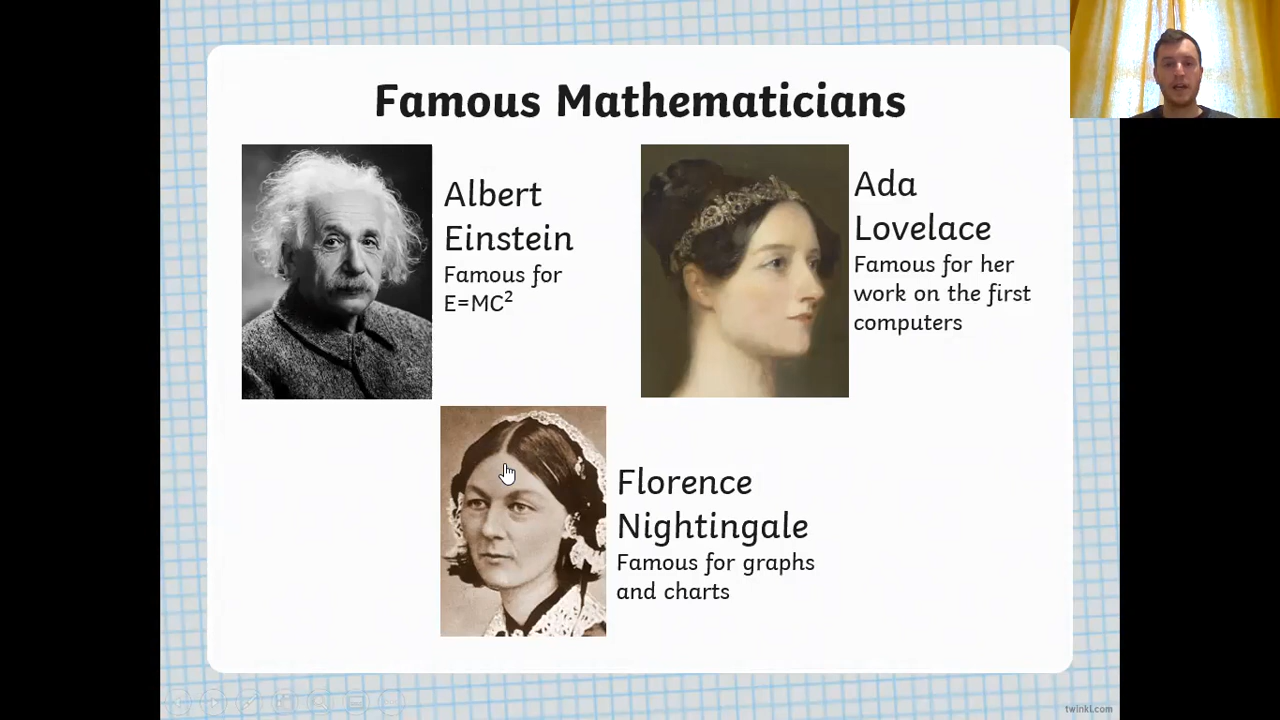 Famous Mathematicians
Albert
Einstein
Famous for
E=MC²
Ada
Lovelace
Famous for her
work on the first
computers
Florence
Nightingale
Famous for graphs
and charts
twinkl.com